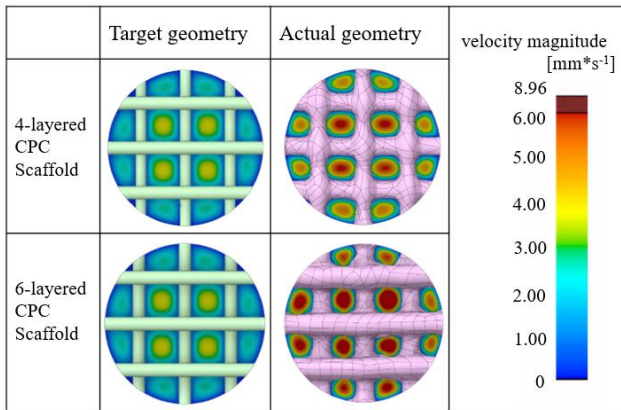 Target geometry
Actual geometry
4-layered
CPC
Scaffold
6-layered
CPC
Scaffold
velocity magnitude
[mm*s-1]
8.96
6.00
5.00
4.00
3.00
2.00
1.00
0